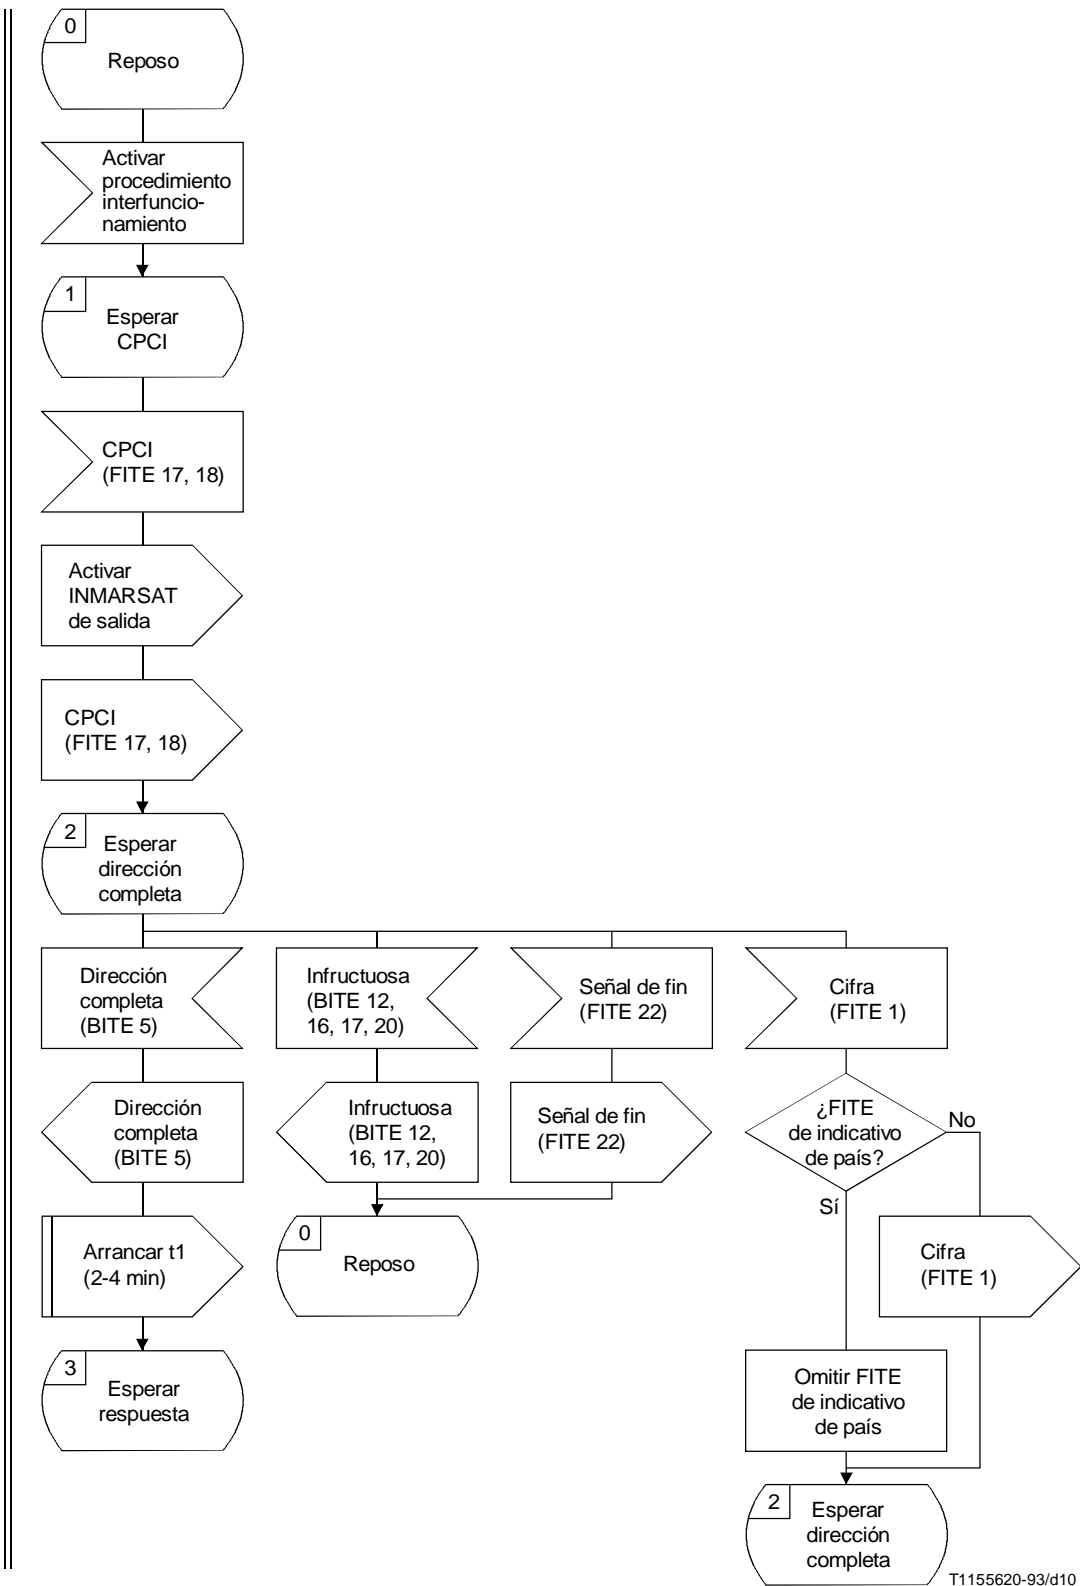 0
Reposo
Activar
procedimiento
interfuncio-
namiento
1
Esperar
CPCI
CPCI
(FITE 17, 18)
Activar
INMARSAT
de salida
CPCI
(FITE 17, 18)
2
Esperar
dirección
completa
Dirección
completa
(BITE 5)
Infructuosa
(BITE 12,
16, 17, 20)
Señal de fin
(FITE 22)
Cifra
(FITE 1)
Dirección
completa
(BITE 5)
Infructuosa
(BITE 12,
16, 17, 20)
Señal de fin
(FITE 22)
¿FITE
de indicativo
de país?
No
Sí
Arrancar t1
(2-4 min)
0
Reposo
Cifra
(FITE 1)
3
Esperar
respuesta
Omitir FITE
de indicativo
de país
2
Esperar
dirección
completa
T1155620-93/d10